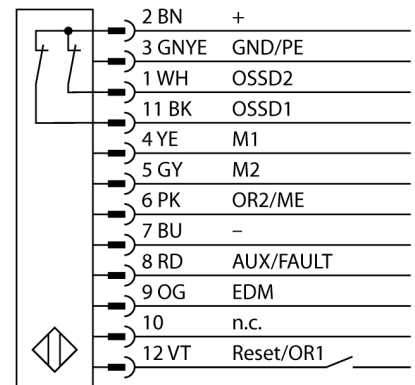 2 BN +
3 GNYE GND/PE
1 WH OSSD2
11 BK OSSD1
4 YE M1
5 GY M2
6 PK OR2/ME
7 BU –
8 RD AUX/FAULT
9 OG EDM
10 n.c.
12 VT Reset/OR1